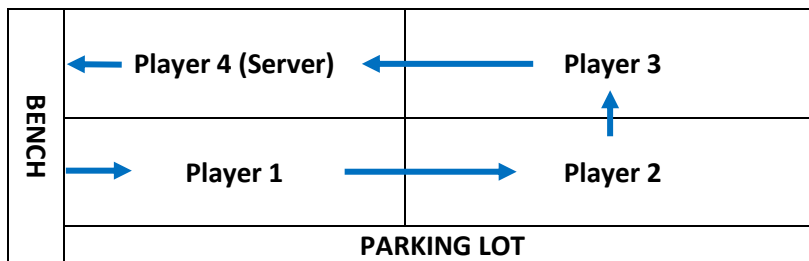 BENCH
Player 4 (Server)
Player 3
Player 1
Player 2
PARKING LOT